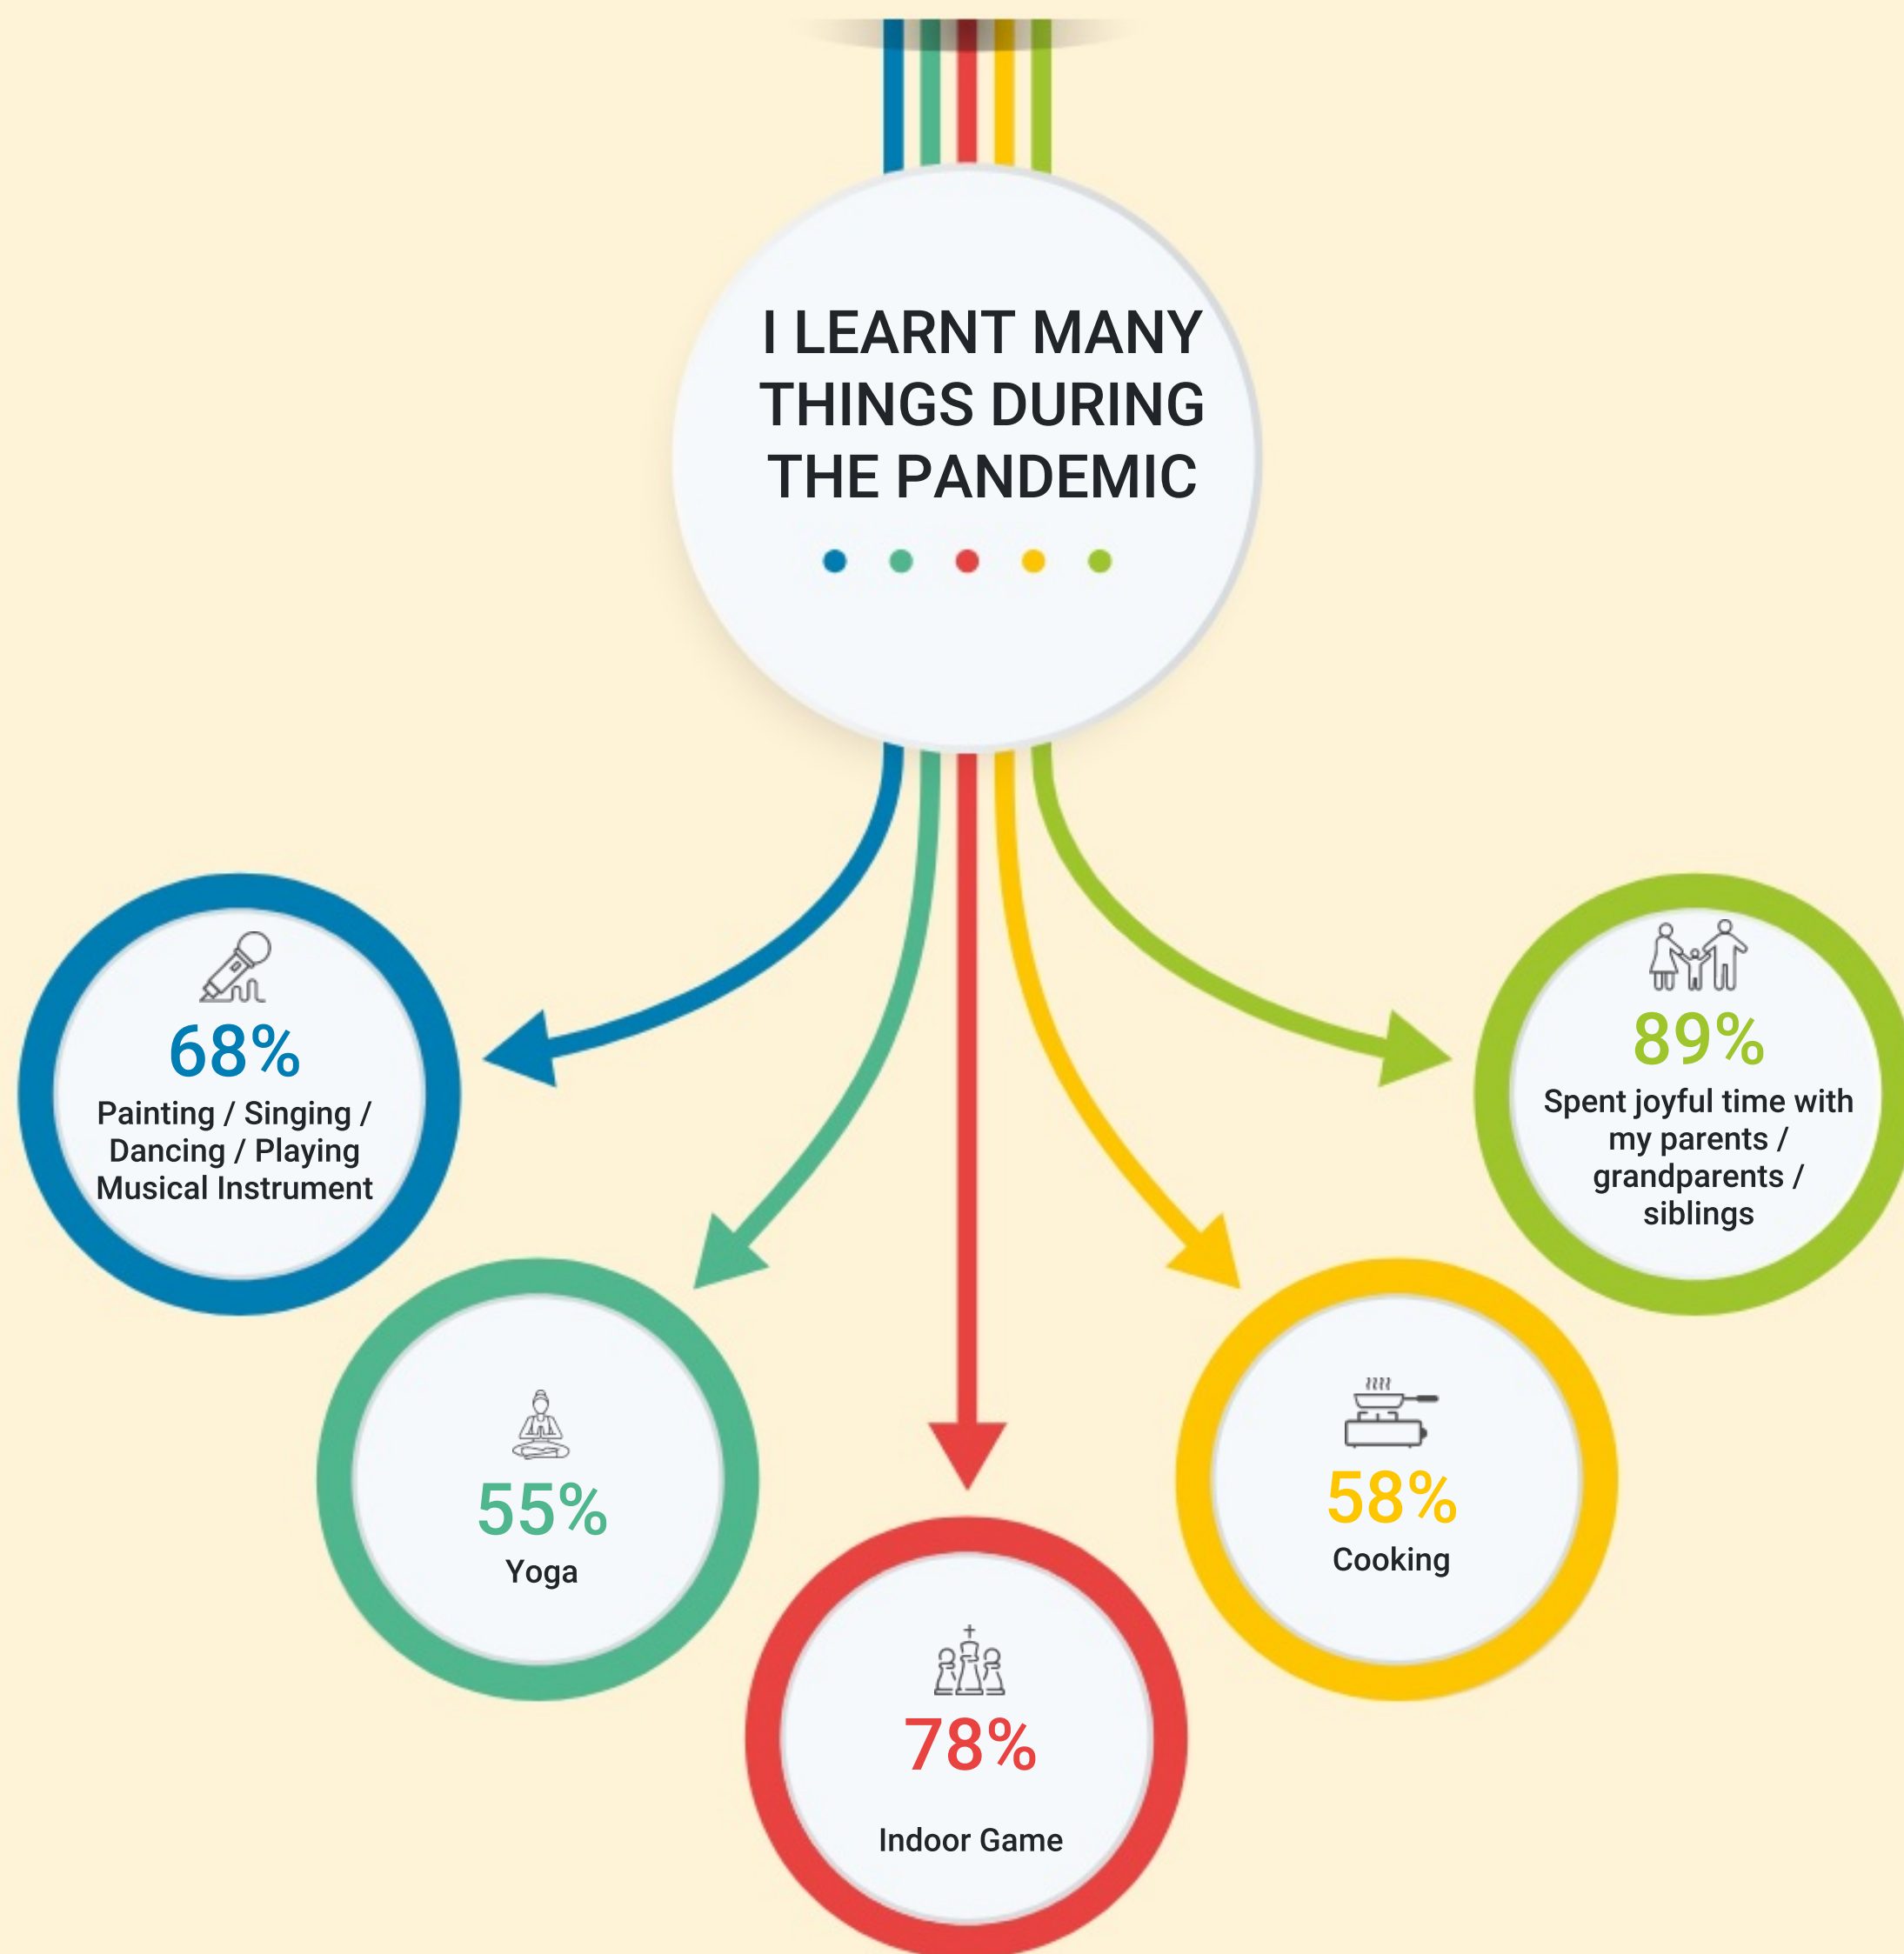 I LEARNT MANY
THINGS DURING
THE PANDEMIC
68%
Painting / Singing /
Dancing / Playing
Musical Instrument
55%
Yoga
78%
Indoor Game
58%
Cooking
89%
Spent joyful time with
my parents /
grandparents /
siblings